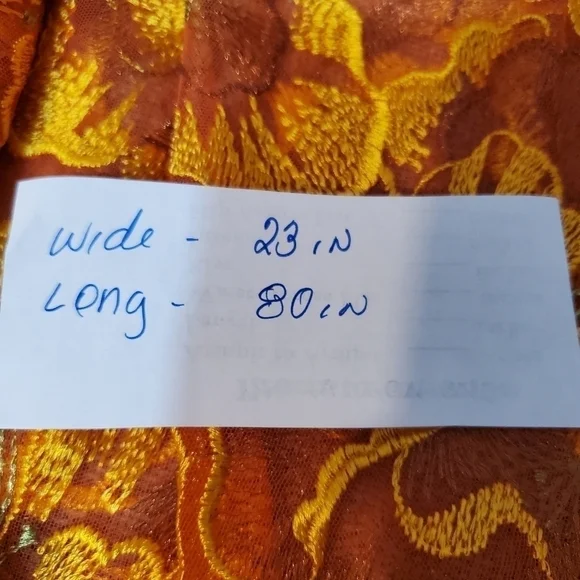 Wide - 23 IN
Long - 80 IN